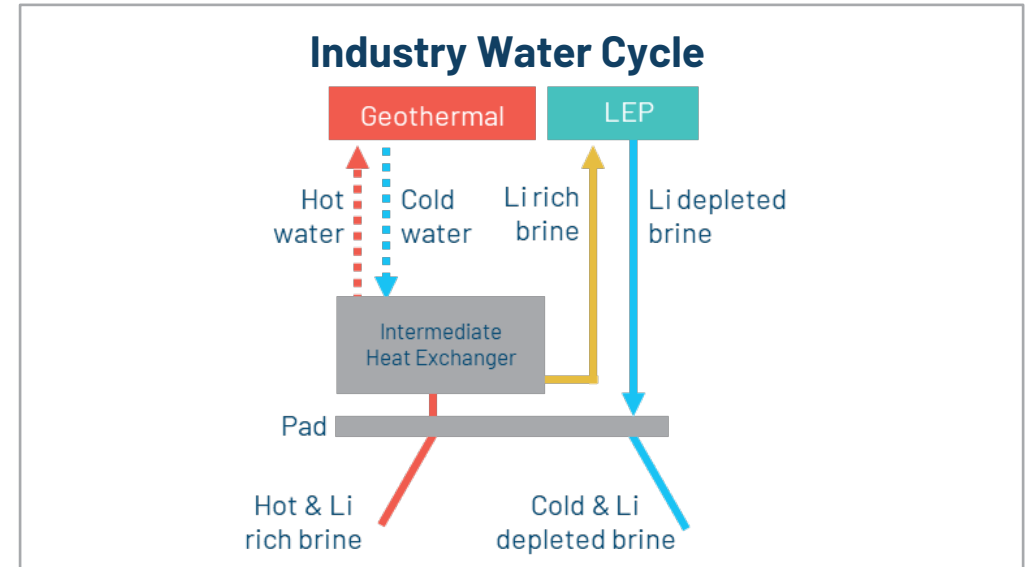 Industry Water Cycle
Geothermal
LEP
Hot
water
Cold
water
Li rich
brine
Li depleted
brine
Intermediate
Heat Exchanger
Pad
Hot & Li
rich brine
Cold & Li
depleted brine